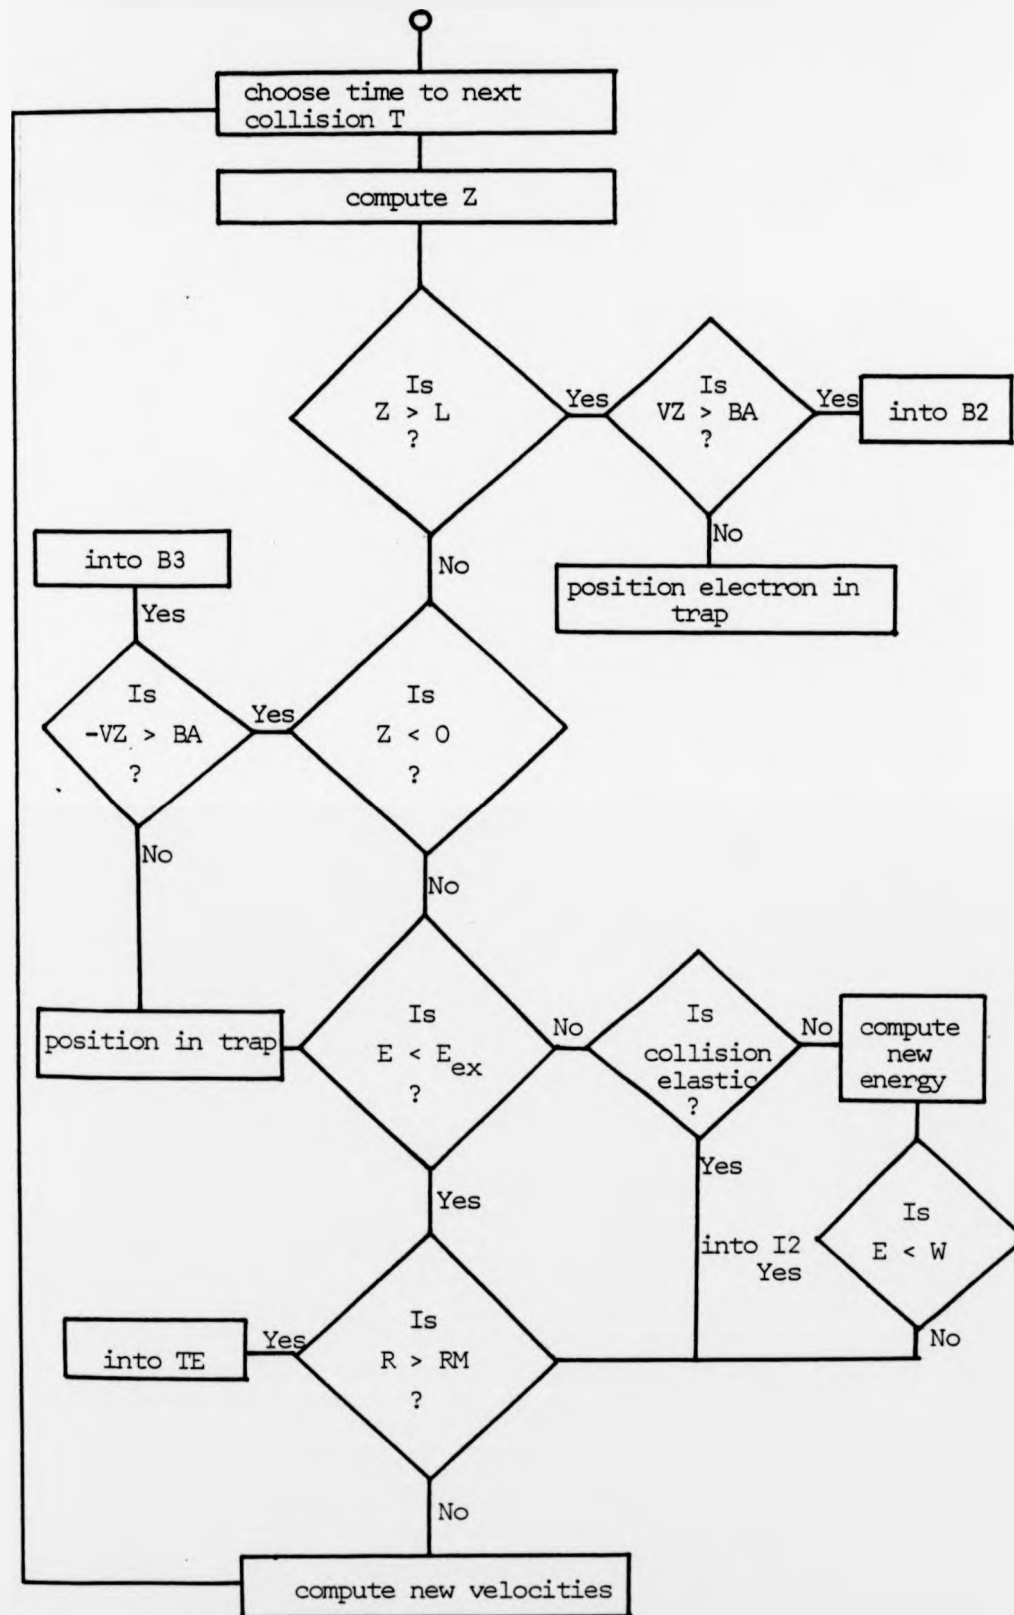 choose time to next
collision T
compute Z
Is
Z > L
?
Yes
Is
VZ > BA
?
Yes
into B2
No
position electron in
trap
No
into B3
Yes
Is
-VZ > BA
?
Yes
Is
Z < O
?
No
No
position in trap
Is
E < Eex
?
No
Is
collision
elastic
?
No
compute
new
energy
Yes
Yes
into I2
Yes
Is
E < W
No
into TE
Yes
Is
R > RM
?
No
compute new velocities